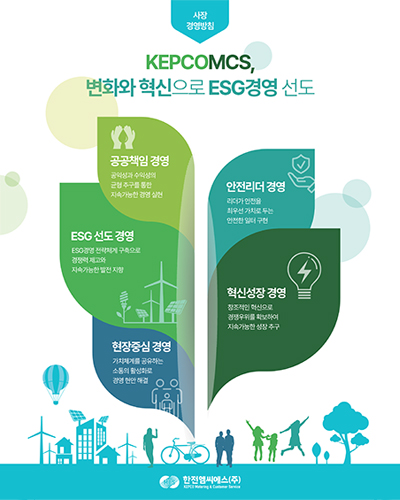 사장
경영방침
KEPCOMCS,
변화와 혁신으로 ESG경영 선도
공공책임 경영
공익성과 수익성의
균형 추구를 통한
지속가능한 경영 실현
안전리더 경영
리더가 안전을
최우선 가치로 두는
안전한 일터 구현
ESG 선도 경영
ESG경영 전략체계 구축으로
경쟁력 제고와
지속가능한 발전 지향
혁신성장 경영
창조적인 혁신으로
경쟁우위를 확보하여
지속가능한 성장 추구
현장중심 경영
가치체계를 공유하는
소통의 활성화로
경영 현안 해결
한전엠씨에스(주)
KEPCO Metering & Customer Service